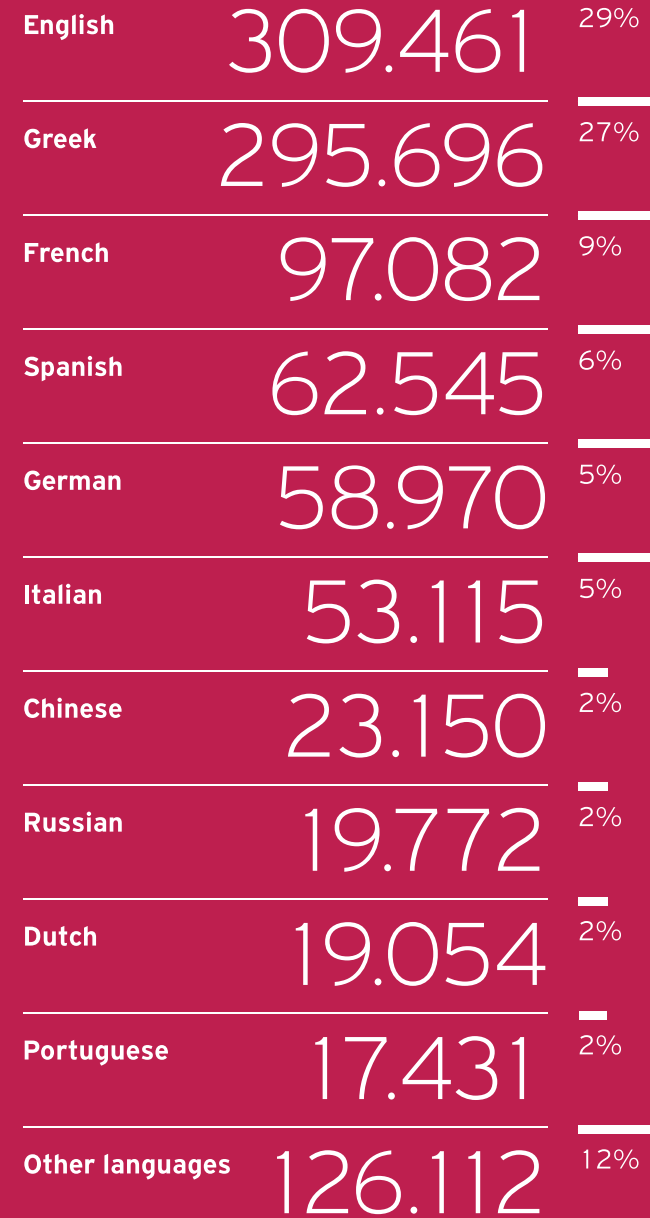 English 309.461 29%
Greek 295.696 27%
French 97.082 9%
Spanish 62.545 6%
German 58.970 5%
Italian 53.115 5%
Chinese 23.150 2%
Russian 19.772 2%
Dutch 19.054 2%
Portuguese 17.431 2%
Other languages 126.112 12%